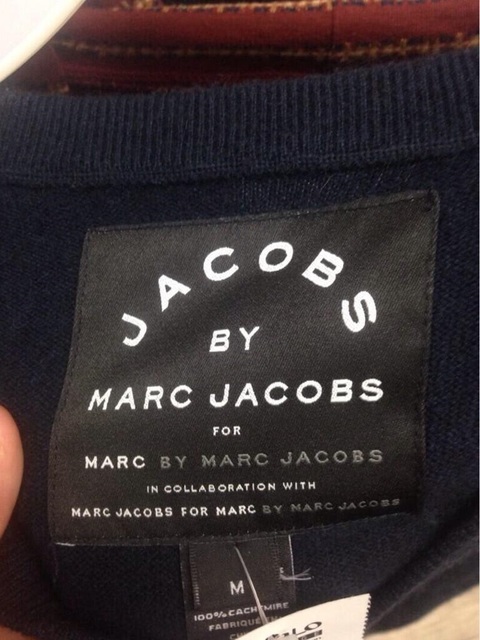 JACOBS
BY
MARC JACOBS
FOR
MARC BY MARC JACOBS
IN COLLABORATION WITH
MARC JACOBS FOR MARC BY MARC JACOBS
M
100% CACHEMIRE